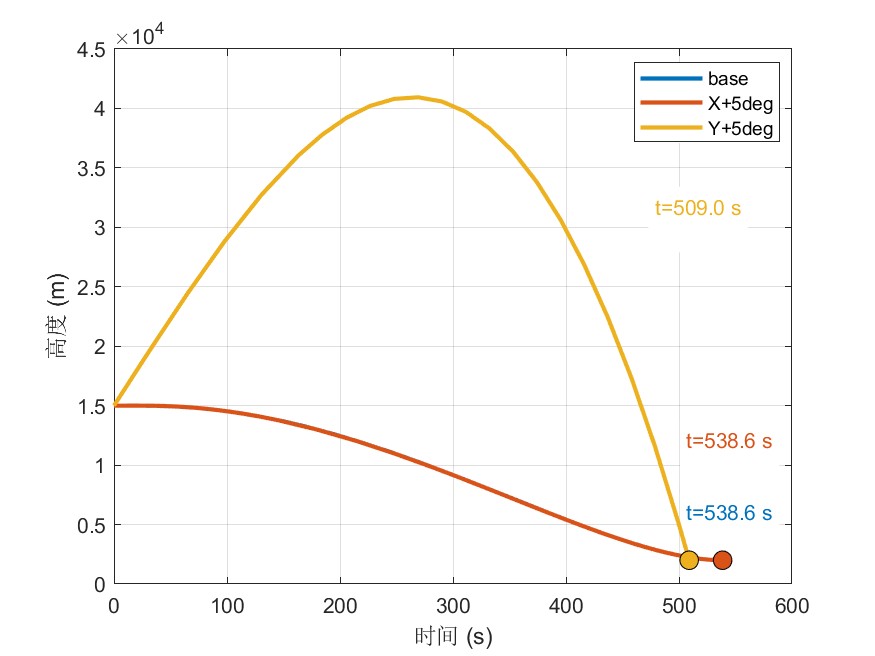 ×10⁴
4.5
4
3.5
3
2.5
2
1.5
1
0.5
0
高度 (m)
base
X+5deg
Y+5deg
t=509.0 s
t=538.6 s
t=538.6 s
0 100 200 300 400 500 600
时间 (s)